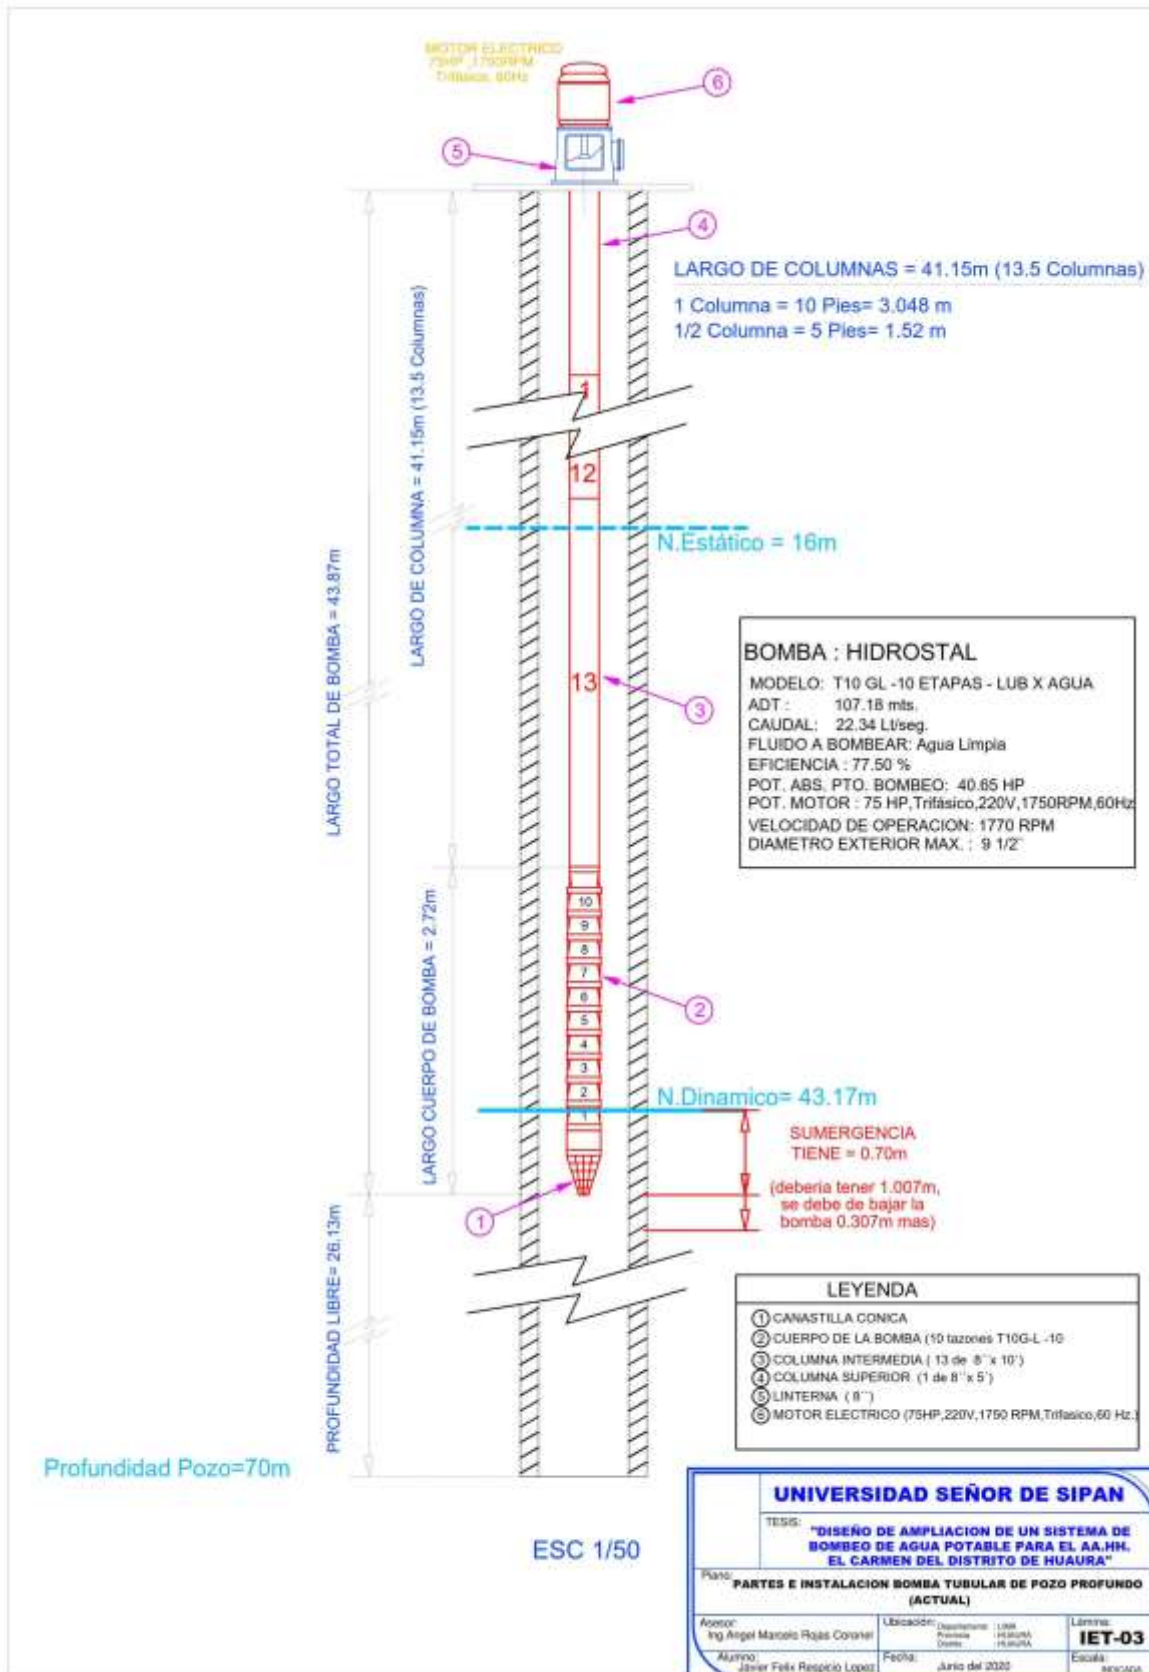 MOTOR ELECTRICO
75HP ,1750RPM
Trifasico, 60Hz
6
5
4
LARGO DE COLUMNAS = 41.15m (13.5 Columnas)
1 Columna = 10 Pies= 3.048 m
1/2 Columna = 5 Pies= 1.52 m
LARGO DE COLUMNA = 41.15m (13.5 Columnas)
LARGO TOTAL DE BOMBA = 43.87m
1
12
N.Estático = 16m
13
3
BOMBA : HIDROSTAL
MODELO: T10 GL -10 ETAPAS - LUB X AGUA
ADT : 107.18 mts.
CAUDAL: 22.34 Lt/seg.
FLUIDO A BOMBEAR: Agua Limpia
EFICIENCIA : 77.50 %
POT. ABS. PTO. BOMBEO: 40.65 HP
POT. MOTOR : 75 HP,Trifásico,220V,1750RPM,60Hz
VELOCIDAD DE OPERACION: 1770 RPM
DIAMETRO EXTERIOR MAX. : 9 1/2¨
LARGO CUERPO DE BOMBA = 2.72m
10
9
8
7
6
5
4
3
2
1
2
N.Dinamico= 43.17m
SUMERGENCIA
TIENE = 0.70m
(deberia tener 1.007m,
se debe de bajar la
bomba 0.307m mas)
1
PROFUNDIDAD LIBRE= 26.13m
LEYENDA
1 CANASTILLA CONICA
2 CUERPO DE LA BOMBA (10 tazones T10G-L -10
3 COLUMNA INTERMEDIA ( 13 de 8´´x 10´)
4 COLUMNA SUPERIOR (1 de 8´´x 5´)
5 LINTERNA ( 8´´)
6 MOTOR ELECTRICO (75HP,220V,1750 RPM,Trifasico,60 Hz.)
Profundidad Pozo=70m
ESC 1/50
UNIVERSIDAD SEÑOR DE SIPAN
TESIS: "DISEÑO DE AMPLIACION DE UN SISTEMA DE
BOMBEO DE AGUA POTABLE PARA EL AA.HH.
EL CARMEN DEL DISTRITO DE HUAURA"
Plano: PARTES E INSTALACION BOMBA TUBULAR DE POZO PROFUNDO
(ACTUAL)
Asesor: Ing.Angel Marcelo Rojas Coronel
Ubicación: Departamento : LIMA
Provincia : HUAURA
Distrito : HUAURA
Lámina: IET-03
Alumno: Javier Felix Respicio Lopez
Fecha: Junio del 2020
Escala: INDICADA